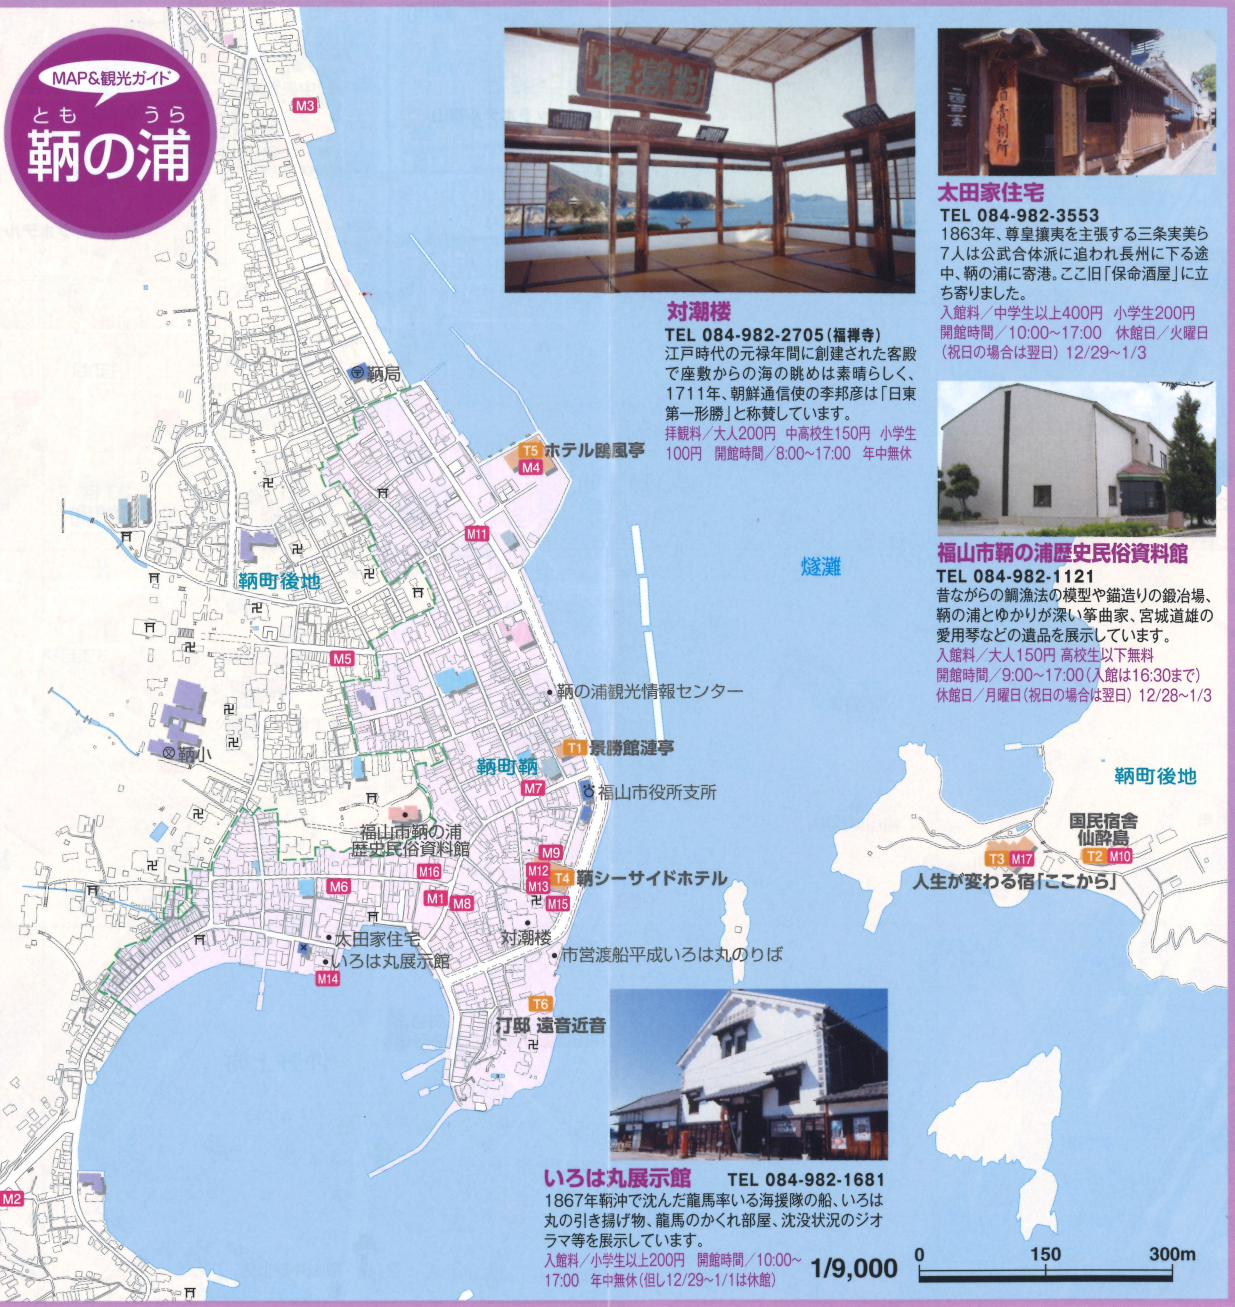 MAP&観光ガイド
とも うら
鞆の浦
M3
鞆局
T5 ホテル鷗風亭
M4
M11
鞆町後地
M5
鞆の浦観光情報センター
T1 景勝館漣亭
鞆小
鞆町鞆
M7
福山市役所支所
福山市鞆の浦
歴史民俗資料館
M9
M16
M12
M13
T4 鞆シーサイドホテル
M6
M1
M8
M15
太田家住宅
対潮楼
いろは丸展示館
市営渡船平成いろは丸のりば
M14
T6
汀邸 遠音近音
M2
燧灘
鞆町後地
国民宿舎
仙酔島
T3 M17
T2 M10
人生が変わる宿「ここから」
対潮楼
TEL 084-982-2705(福禅寺)
江戸時代の元禄年間に創建された客殿
で座敷からの海の眺めは素晴らしく、
1711年、朝鮮通信使の李邦彦は「日東
第一形勝」と称賛しています。
拝観料/大人200円 中高校生150円 小学生
100円 開館時間/8:00~17:00 年中無休
太田家住宅
TEL 084-982-3553
1863年、尊皇攘夷を主張する三条実美ら
7人は公武合体派に追われ長州に下る途
中、鞆の浦に寄港。ここ旧「保命酒屋」に立
ち寄りました。
入館料/中学生以上400円 小学生200円
開館時間/10:00~17:00 休館日/火曜日
(祝日の場合は翌日) 12/29~1/3
福山市鞆の浦歴史民俗資料館
TEL 084-982-1121
昔ながらの鯛漁法の模型や錨造りの鍛冶場、
鞆の浦とゆかりが深い箏曲家、宮城道雄の
愛用琴などの遺品を展示しています。
入館料/大人150円 高校生以下無料
開館時間/9:00~17:00(入館は16:30まで)
休館日/月曜日(祝日の場合は翌日) 12/28~1/3
いろは丸展示館 TEL 084-982-1681
1867年鞆沖で沈んだ龍馬率いる海援隊の船、いろは
丸の引き揚げ物、龍馬のかくれ部屋、沈没状況のジオ
ラマ等を展示しています。
入館料/小学生以上200円 開館時間/10:00~
17:00 年中無休(但し12/29~1/1は休館)
1/9,000
0 150 300m